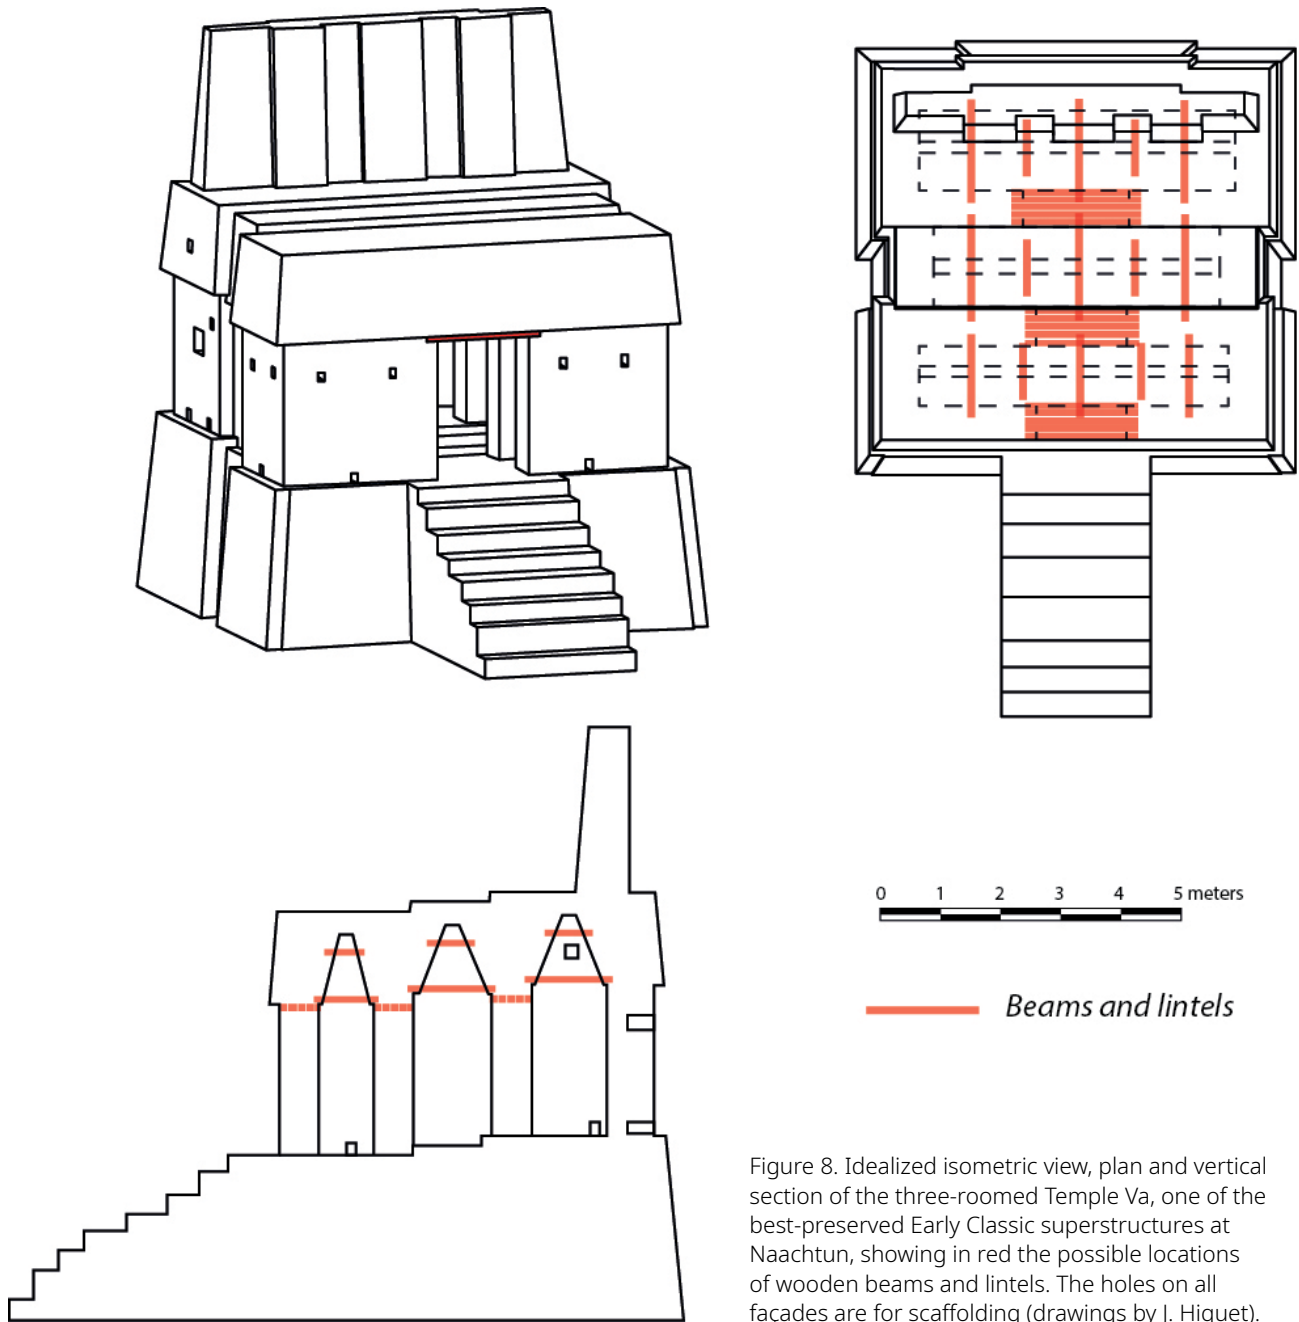 0 1 2 3 4 5 meters
Beams and lintels
Figure 8. Idealized isometric view, plan and vertical
section of the three-roomed Temple Va, one of the
best-preserved Early Classic superstructures at
Naachtun, showing in red the possible locations
of wooden beams and lintels. The holes on all
façades are for scaffolding (drawings by J. Hiquet).